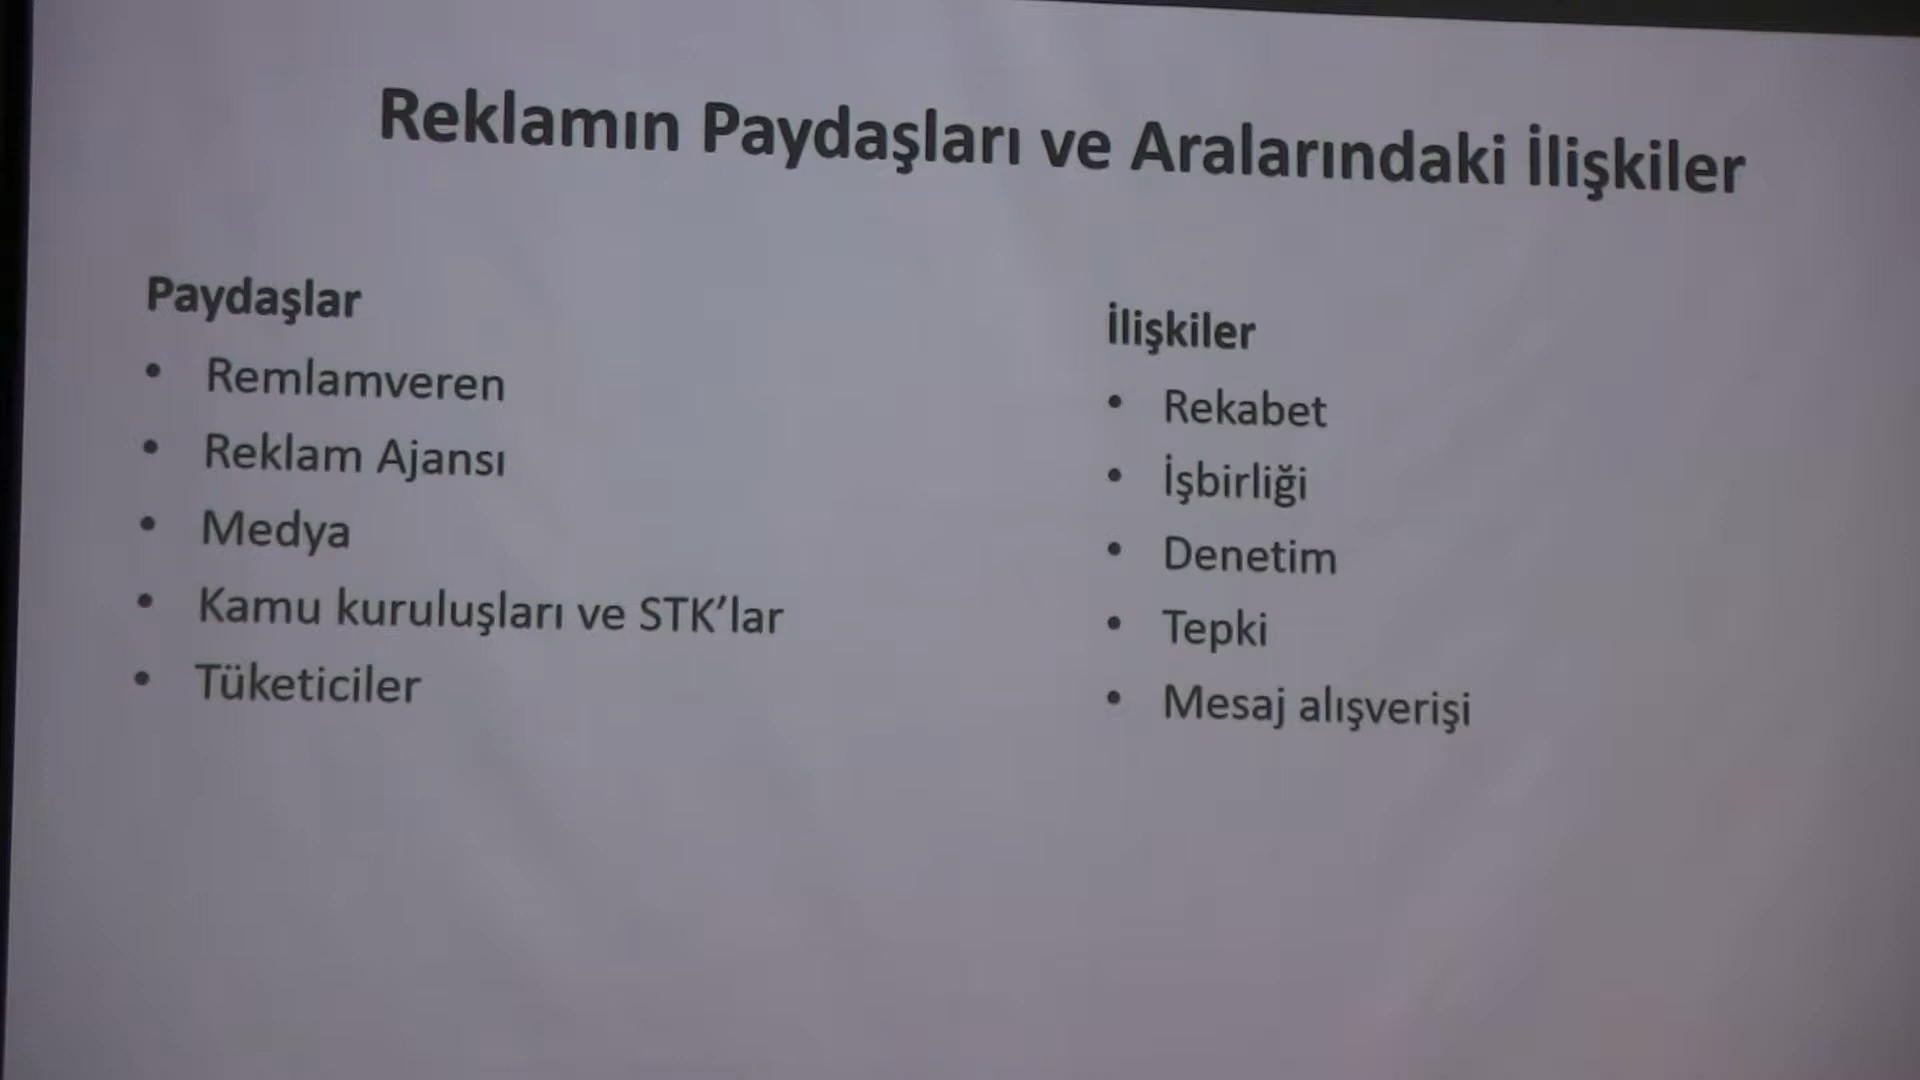 Reklamın Paydaşları ve Aralarındaki İlişkiler
Paydaşlar
• Remlamveren
• Reklam Ajansı
• Medya
• Kamu kuruluşları ve STK’lar
• Tüketiciler
İlişkiler
• Rekabet
• İşbirliği
• Denetim
• Tepki
• Mesaj alışverişi